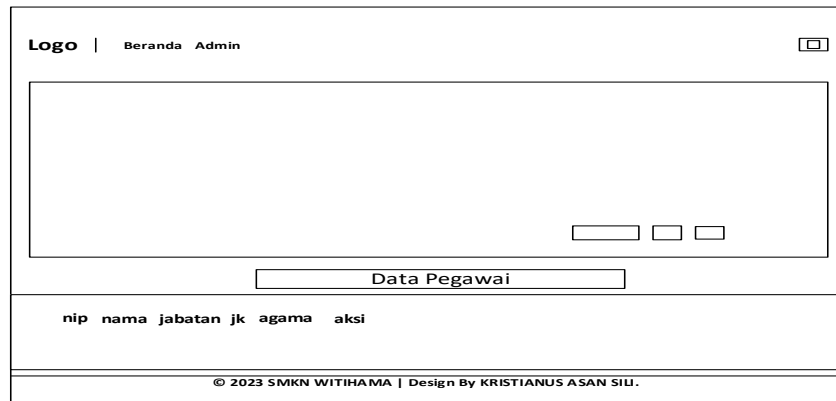 Logo | Beranda Admin
Data Pegawai
nip nama jabatan jk agama aksi
© 2023 SMKN WITIHAMA | Design By KRISTIANUS ASAN SILI.